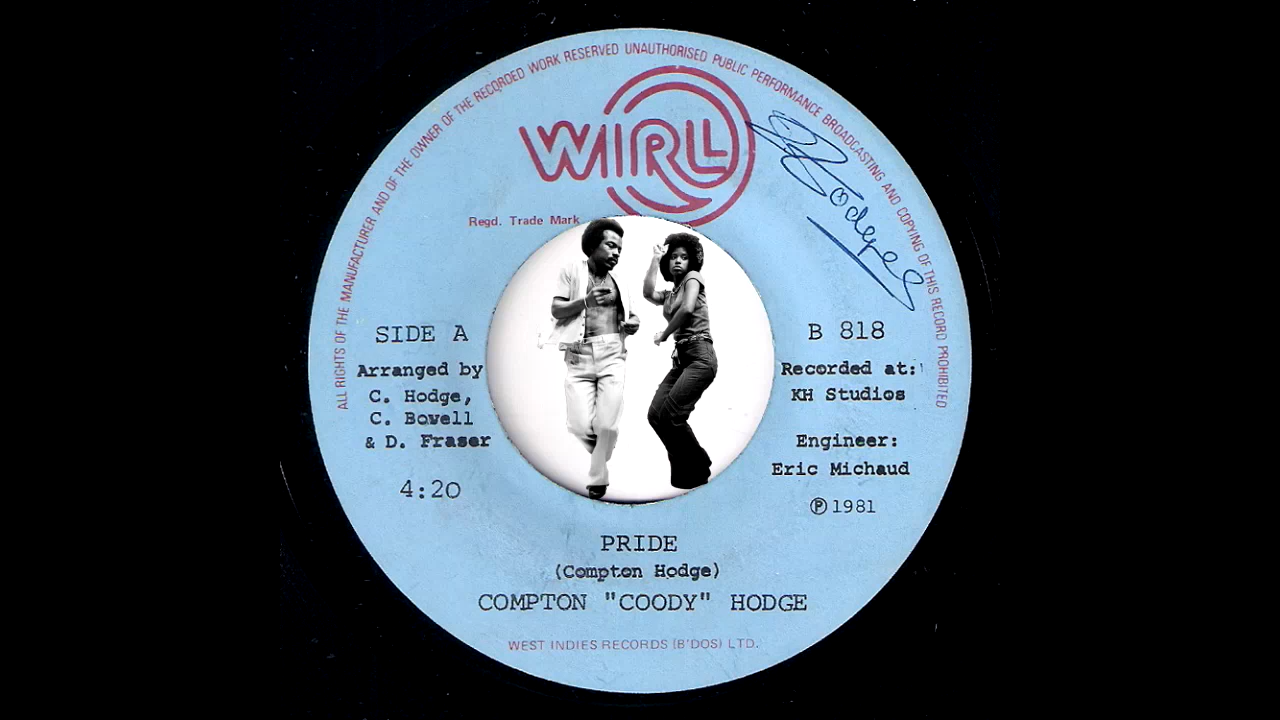 ALL RIGHTS OF THE MANUFACTURER AND OF THE OWNER OF THE RECORDED WORK RESERVED UNAUTHORISED PUBLIC PERFORMANCE BROADCASTING AND COPYING OF THIS RECORD PROHIBITED
WIRL
Regd. Trade Mark
SIDE A
Arranged by
C. Hodge,
C. Bovell
& D. Fraser
4:20
B 818
Recorded at:
KH Studios
Engineer:
Eric Michaud
℗ 1981
PRIDE
(Compton Hodge)
COMPTON "COODY" HODGE
WEST INDIES RECORDS (B'DOS) LTD.